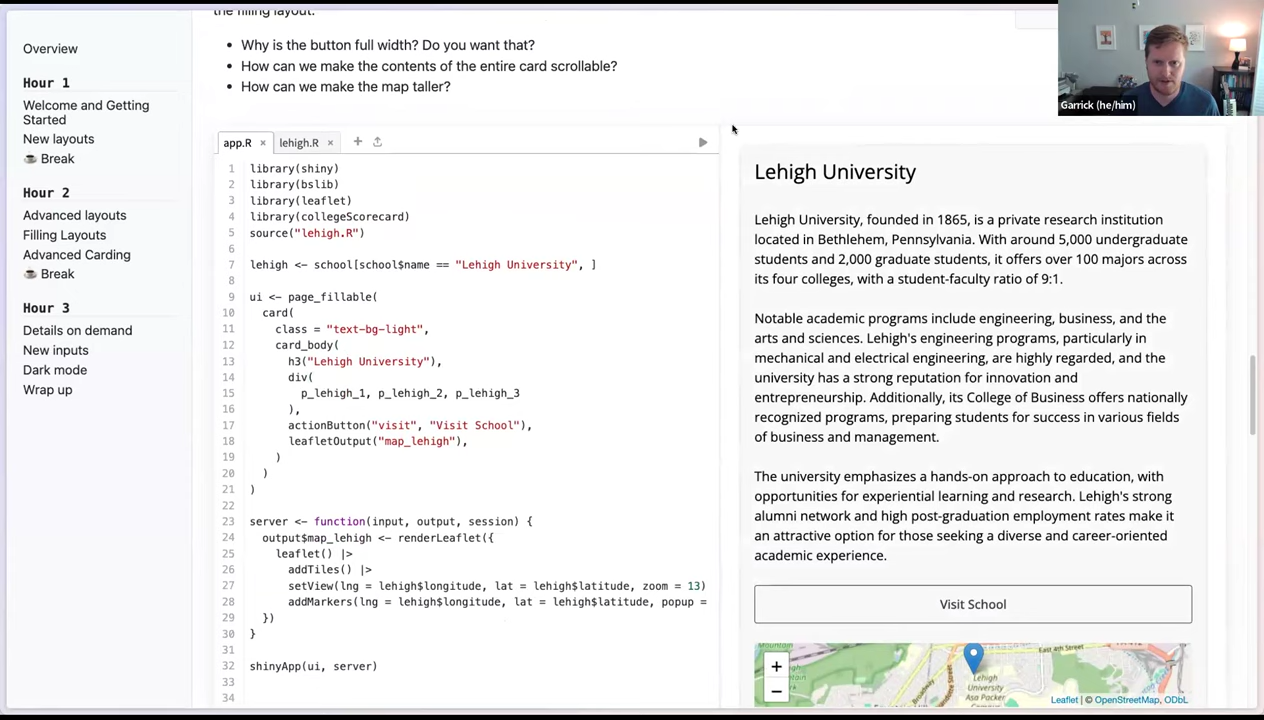 the filling layout.
Overview
Hour 1
Welcome and Getting
Started
New layouts
☕ Break
Hour 2
Advanced layouts
Filling Layouts
Advanced Carding
☕ Break
Hour 3
Details on demand
New inputs
Dark mode
Wrap up
• Why is the button full width? Do you want that?
• How can we make the contents of the entire card scrollable?
• How can we make the map taller?
Garrick (he/him)
app.R × lehigh.R × +
1 library(shiny)
2 library(bslib)
3 library(leaflet)
4 library(collegeScorecard)
5 source("lehigh.R")
6
7 lehigh <- school[school$name == "Lehigh University", ]
8
9 ui <- page_fillable(
10 card(
11 class = "text-bg-light",
12 card_body(
13 h3("Lehigh University"),
14 div(
15 p_lehigh_1, p_lehigh_2, p_lehigh_3
16 ),
17 actionButton("visit", "Visit School"),
18 leafletOutput("map_lehigh"),
19 )
20 )
21 )
22
23 server <- function(input, output, session) {
24 output$map_lehigh <- renderLeaflet({
25 leaflet() |>
26 addTiles() |>
27 setView(lng = lehigh$longitude, lat = lehigh$latitude, zoom = 13)
28 addMarkers(lng = lehigh$longitude, lat = lehigh$latitude, popup =
29 })
30 }
31
32 shinyApp(ui, server)
33
34
Lehigh University
Lehigh University, founded in 1865, is a private research institution
located in Bethlehem, Pennsylvania. With around 5,000 undergraduate
students and 2,000 graduate students, it offers over 100 majors across
its four colleges, with a student-faculty ratio of 9:1.
Notable academic programs include engineering, business, and the
arts and sciences. Lehigh's engineering programs, particularly in
mechanical and electrical engineering, are highly regarded, and the
university has a strong reputation for innovation and
entrepreneurship. Additionally, its College of Business offers nationally
recognized programs, preparing students for success in various fields
of business and management.
The university emphasizes a hands-on approach to education, with
opportunities for experiential learning and research. Lehigh's strong
alumni network and high post-graduation employment rates make it
an attractive option for those seeking a diverse and career-oriented
academic experience.
Visit School
+
−
Mountain
East 4th Street
Lehigh
University
Asa Packer
Leaflet | © OpenStreetMap, ODbL